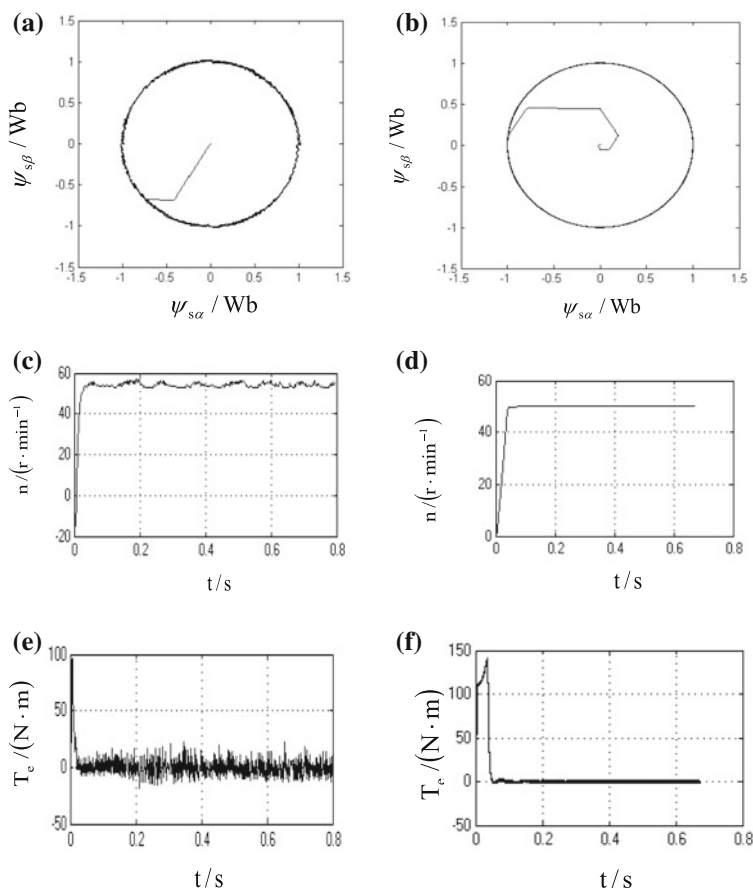 (a)
1.5
1
0.5
0
-0.5
-1
-1.5
-1.5 -1 -0.5 0 0.5 1 1.5
ψsβ / Wb
ψsα / Wb
(b)
1.5
1
0.5
0
-0.5
-1
-1.5
-1.5 -1 -0.5 0 0.5 1 1.5
ψsβ / Wb
ψsα / Wb
(c)
60
40
20
0
-20
0 0.2 0.4 0.6 0.8
n/(r·min⁻¹)
t/s
(d)
60
40
20
0
0 0.2 0.4 0.6 0.8
n/(r·min⁻¹)
t/s
(e)
100
50
0
-50
0 0.2 0.4 0.6 0.8
Te/(N·m)
t/s
(f)
150
100
50
0
-50
0 0.2 0.4 0.6 0.8
Te/(N·m)
t/s